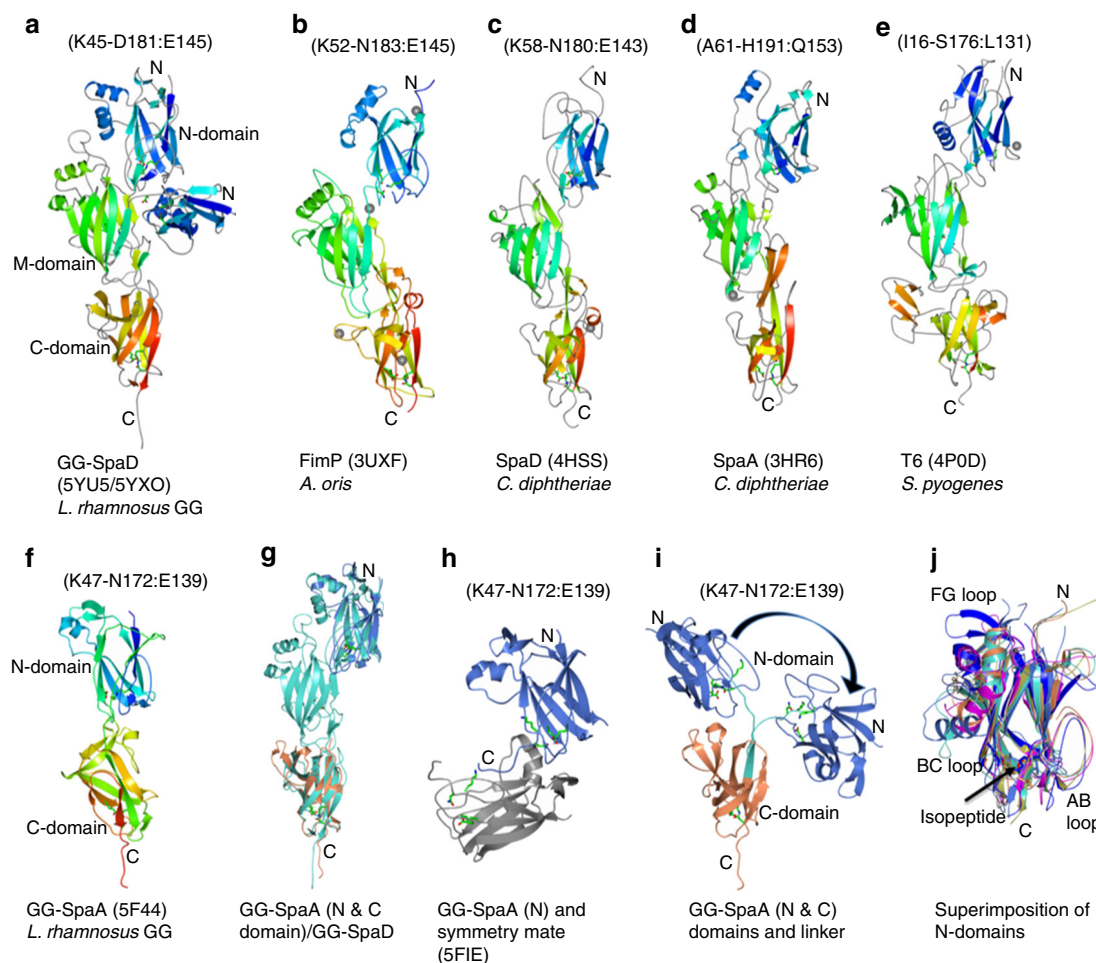 a
(K45-D181:E145)
N
N-domain
N
M-domain
C-domain
C
GG-SpaD
(5YU5/5YXO)
L. rhamnosus GG
b
(K52-N183:E145)
N
C
FimP (3UXF)
A. oris
c
(K58-N180:E143)
N
C
SpaD (4HSS)
C. diphtheriae
d
(A61-H191:Q153)
N
C
SpaA (3HR6)
C. diphtheriae
e
(I16-S176:L131)
N
C
T6 (4P0D)
S. pyogenes
f
(K47-N172:E139)
N
N-domain
C-domain
C
GG-SpaA (5F44)
L. rhamnosus GG
g
N
C
GG-SpaA (N & C
domain)/GG-SpaD
h
(K47-N172:E139)
N
C
GG-SpaA (N) and
symmetry mate
(5FIE)
i
(K47-N172:E139)
N
N-domain
N
C-domain
C
GG-SpaA (N & C)
domains and linker
j
FG loop
N
BC loop
Isopeptide
AB
loop
C
Superimposition of
N-domains